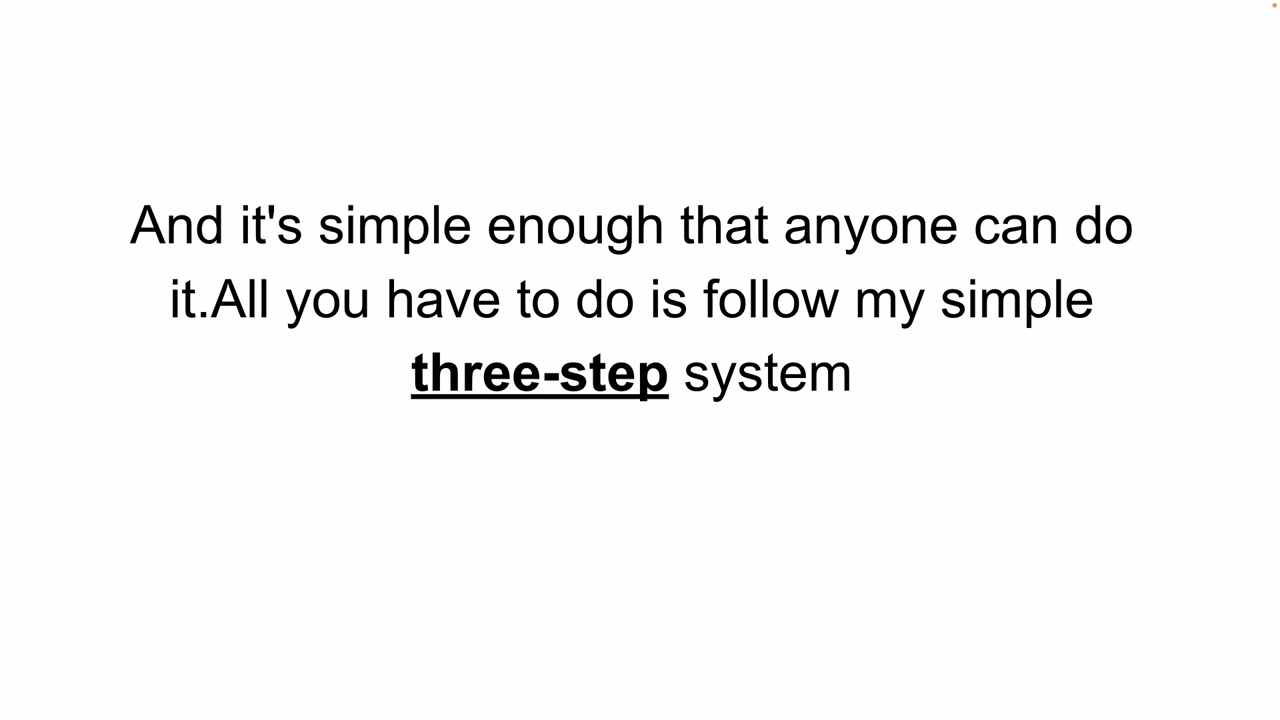 And it's simple enough that anyone can do
it.All you have to do is follow my simple
three-step system